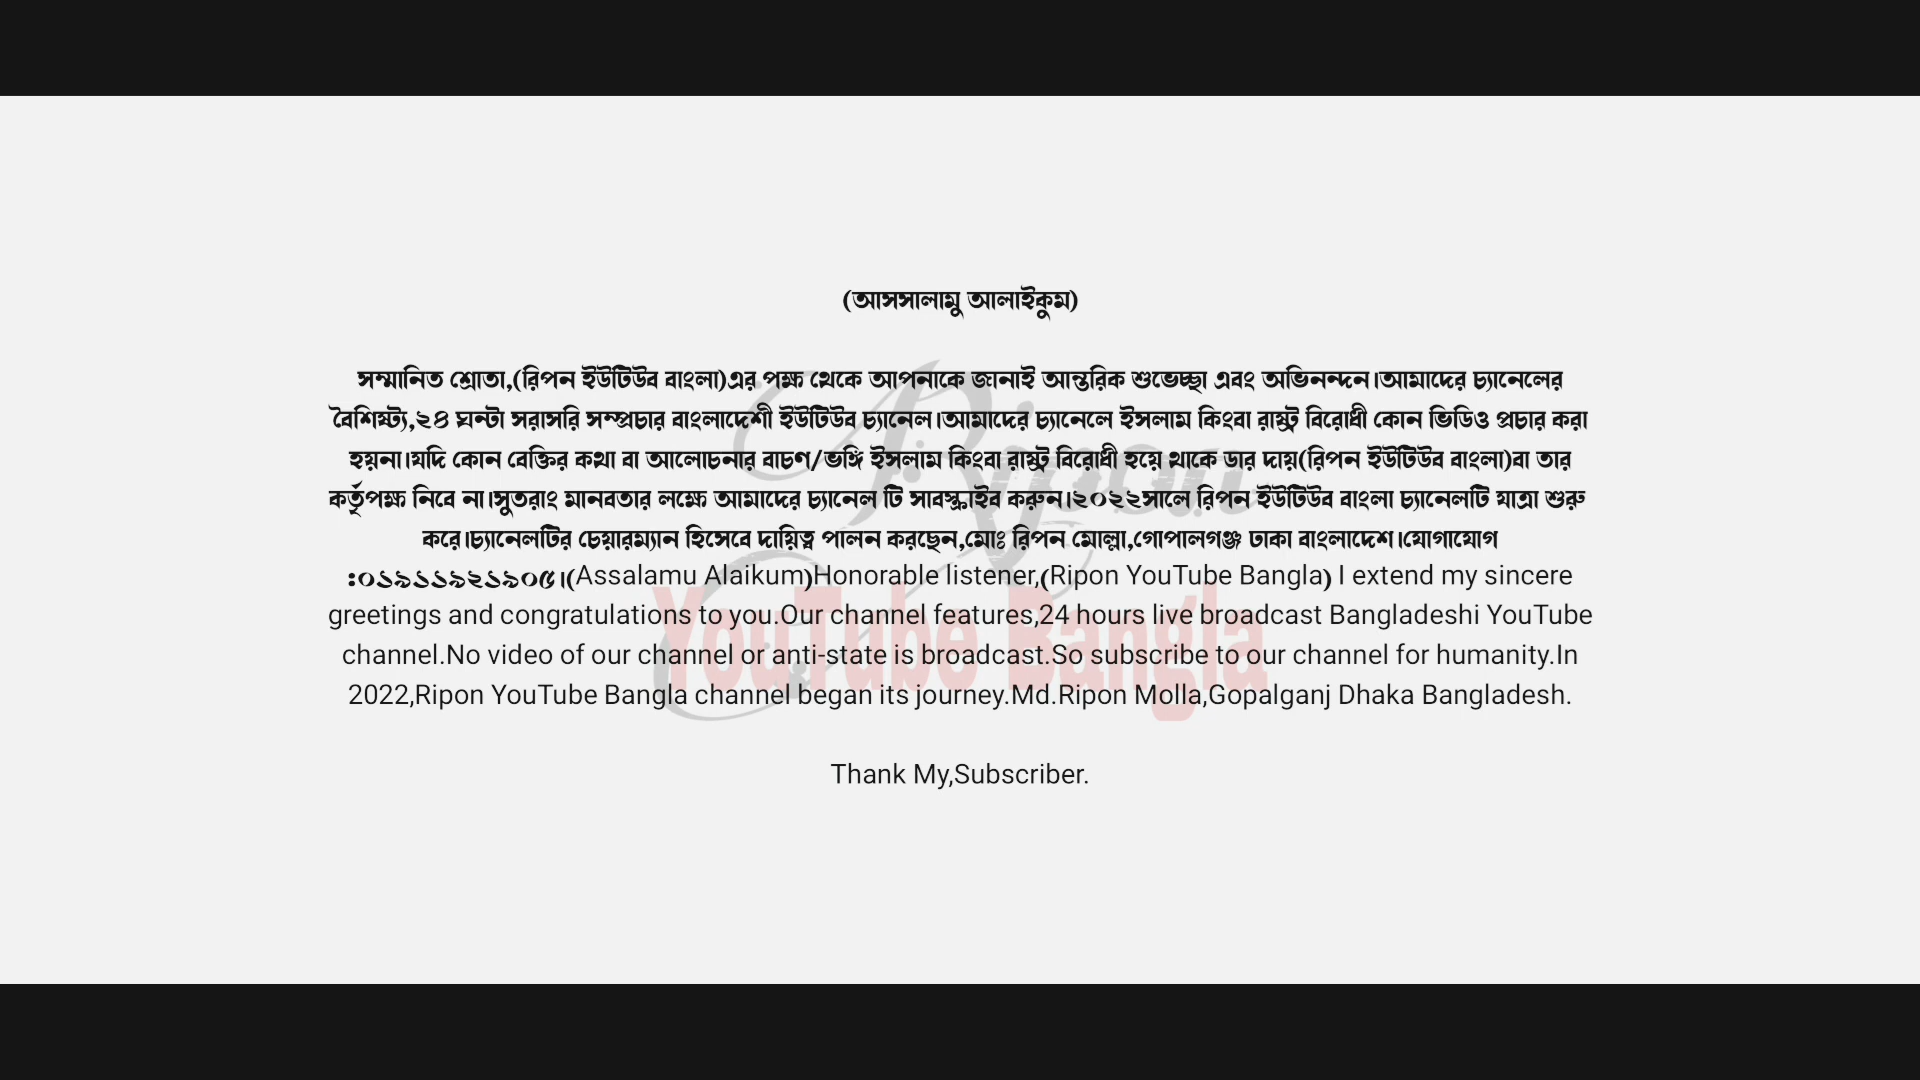 (আসসালামু আলাইকুম)
সম্মানিত শ্রোতা,(রিপন ইউটিউব বাংলা)এর পক্ষ থেকে আপনাকে জানাই আন্তরিক শুভেচ্ছা এবং অভিনন্দন।আমাদের চ্যানেলের
বৈশিষ্ট্য,২৪ ঘন্টা সরাসরি সম্প্রচার বাংলাদেশী ইউটিউব চ্যানেল।আমাদের চ্যানেলে ইসলাম কিংবা রাষ্ট্র বিরোধী কোন ভিডিও প্রচার করা
হয়না।যদি কোন বেক্তির কথা বা আলোচনার বাচণ/ভঙ্গি ইসলাম কিংবা রাষ্ট্র বিরোধী হয়ে থাকে ডার দায়(রিপন ইউটিউব বাংলা)বা তার
কর্তৃপক্ষ নিবে না।সুতরাং মানবতার লক্ষে আমাদের চ্যানেল টি সাবস্ক্রাইব করুন।২০২২সালে রিপন ইউটিউব বাংলা চ্যানেলটি যাত্রা শুরু
করে।চ্যানেলটির চেয়ারম্যান হিসেবে দায়িত্ব পালন করছেন,মোঃ রিপন মোল্লা,গোপালগঞ্জ ঢাকা বাংলাদেশ।যোগাযোগ
:০১৯১১৯২১৯০৫।(Assalamu Alaikum)Honorable listener,(Ripon YouTube Bangla) I extend my sincere
greetings and congratulations to you.Our channel features,24 hours live broadcast Bangladeshi YouTube
channel.No video of our channel or anti-state is broadcast.So subscribe to our channel for humanity.In
2022,Ripon YouTube Bangla channel began its journey.Md.Ripon Molla,Gopalganj Dhaka Bangladesh.
Thank My,Subscriber.
Ripon
YouTube Bangla